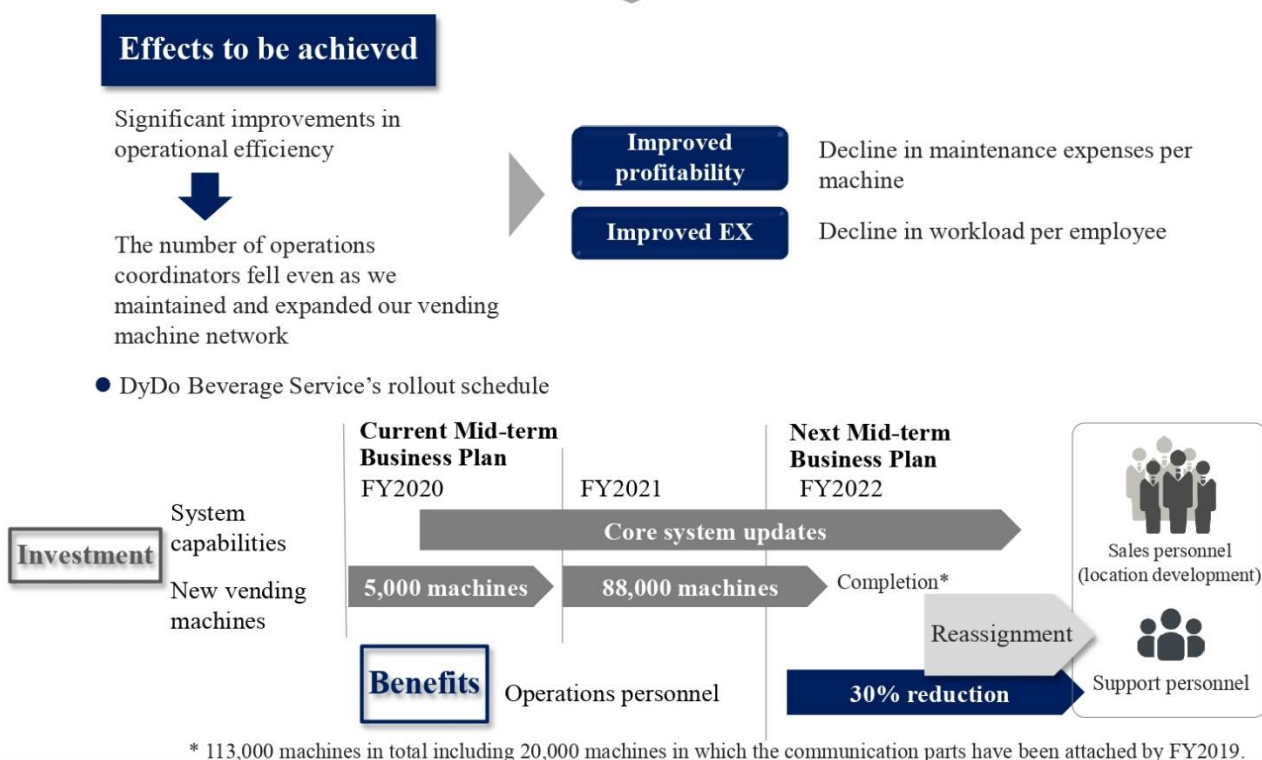 Effects to be achieved
Significant improvements in
operational efficiency
The number of operations
coordinators fell even as we
maintained and expanded our vending
machine network
Improved
profitability
Decline in maintenance expenses per
machine
Improved EX
Decline in workload per employee
● DyDo Beverage Service's rollout schedule
Current Mid-term
Business Plan
FY2020
FY2021
Next Mid-term
Business Plan
FY2022
Investment
System
capabilities
Core system updates
New vending
machines
5,000 machines
88,000 machines
Completion*
Reassignment
Sales personnel
(location development)
Support personnel
Benefits
Operations personnel
30% reduction
* 113,000 machines in total including 20,000 machines in which the communication parts have been attached by FY2019.